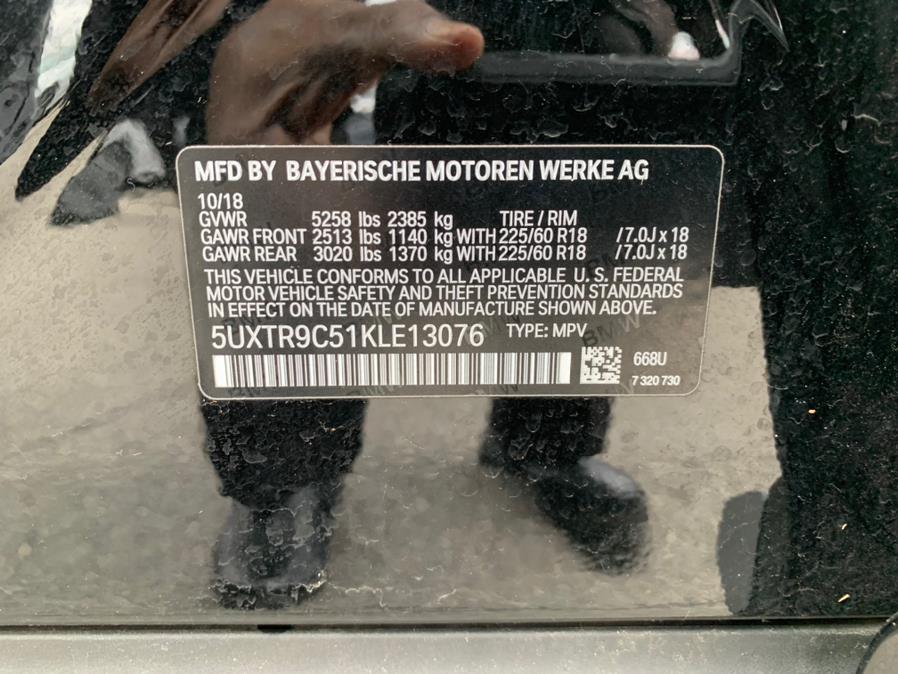 MFD BY BAYERISCHE MOTOREN WERKE AG
10/18
GVWR 5258 lbs 2385 kg TIRE / RIM
GAWR FRONT 2513 lbs 1140 kg WITH 225/60 R18 /7.0J x 18
GAWR REAR 3020 lbs 1370 kg WITH 225/60 R18 /7.0J x 18
THIS VEHICLE CONFORMS TO ALL APPLICABLE U.S. FEDERAL
MOTOR VEHICLE SAFETY AND THEFT PREVENTION STANDARDS
IN EFFECT ON THE DATE OF MANUFACTURE SHOWN ABOVE.
5UXTR9C51KLE13076 TYPE: MPV
668U
7 320 730